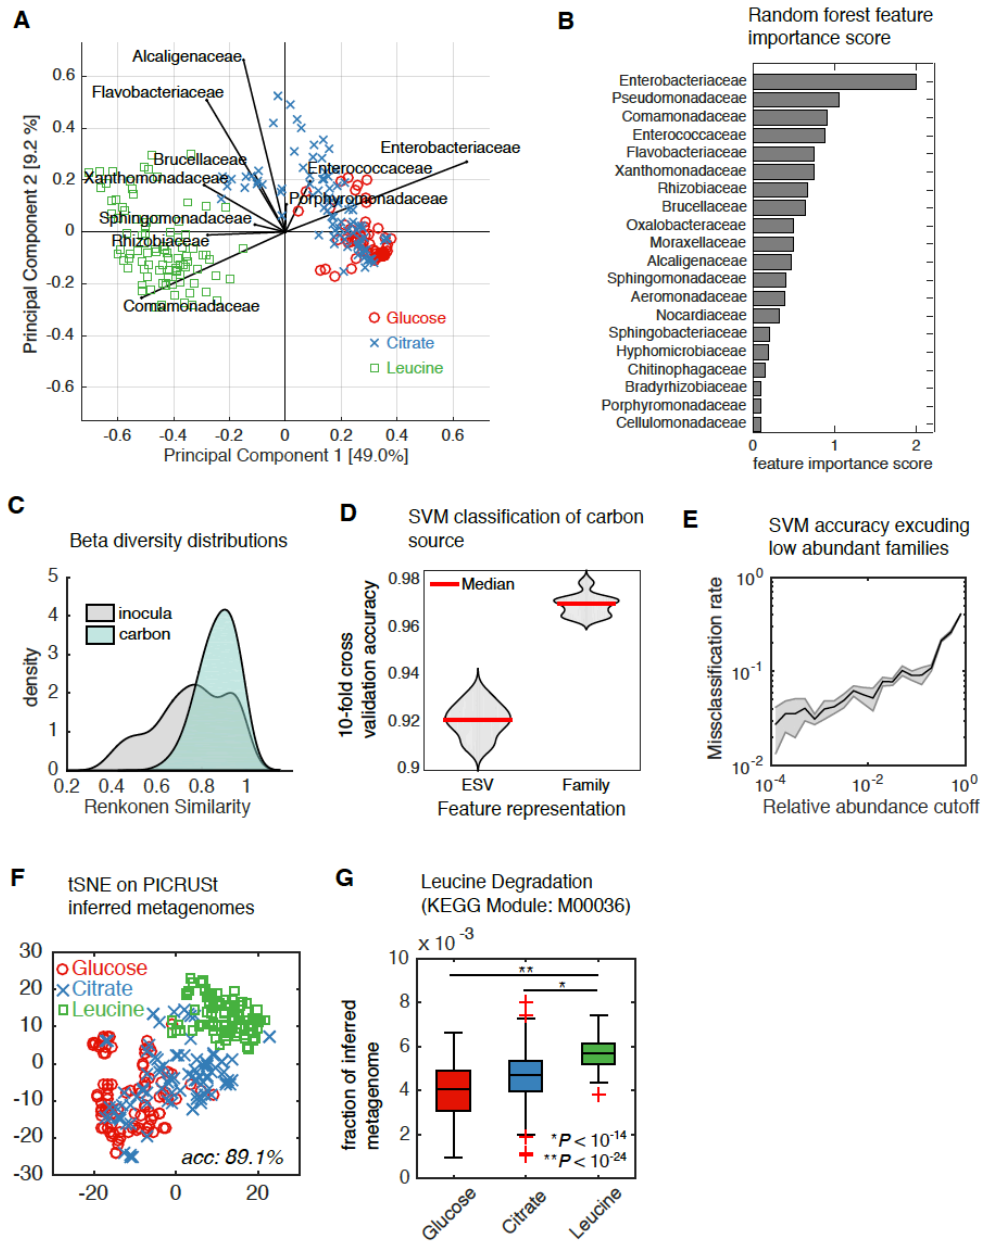 A
Principal Component 2 [9.2 %]
0.6
0.4
0.2
0
-0.2
-0.4
-0.6
Alcaligenaceae
Flavobacteriaceae
Enterobacteriaceae
Brucellaceae
Enterococcaceae
Xanthomonadaceae
Porphyromonadaceae
Sphingomonadaceae
Rhizobiaceae
Comamonadaceae
Glucose
Citrate
Leucine
-0.6 -0.4 -0.2 0 0.2 0.4 0.6
Principal Component 1 [49.0%]
B
Random forest feature
importance score
Enterobacteriaceae
Pseudomonadaceae
Comamonadaceae
Enterococcaceae
Flavobacteriaceae
Xanthomonadaceae
Rhizobiaceae
Brucellaceae
Oxalobacteraceae
Moraxellaceae
Alcaligenaceae
Sphingomonadaceae
Aeromonadaceae
Nocardiaceae
Sphingobacteriaceae
Hyphomicrobiaceae
Chitinophagaceae
Bradyrhizobiaceae
Porphyromonadaceae
Cellulomonadaceae
0 1 2
feature importance score
C
Beta diversity distributions
density
5
4
3
2
1
0
inocula
carbon
0.2 0.4 0.6 0.8 1
Renkonen Similarity
D
SVM classification of carbon
source
10-fold cross
validation accuracy
0.98
0.96
0.94
0.92
0.9
Median
ESV Family
Feature representation
E
SVM accuracy excuding
low abundant families
Missclassification rate
10^0
10^-1
10^-2
10^-4 10^-2 10^0
Relative abundance cutoff
F
tSNE on PICRUSt
inferred metagenomes
30
20
10
0
-10
-20
-30
Glucose
Citrate
Leucine
acc: 89.1%
-20 0 20
G
Leucine Degradation
(KEGG Module: M00036)
x 10^-3
fraction of inferred
metagenome
10
8
6
4
2
0
**
*
*P < 10^-14
**P < 10^-24
Glucose
Citrate
Leucine